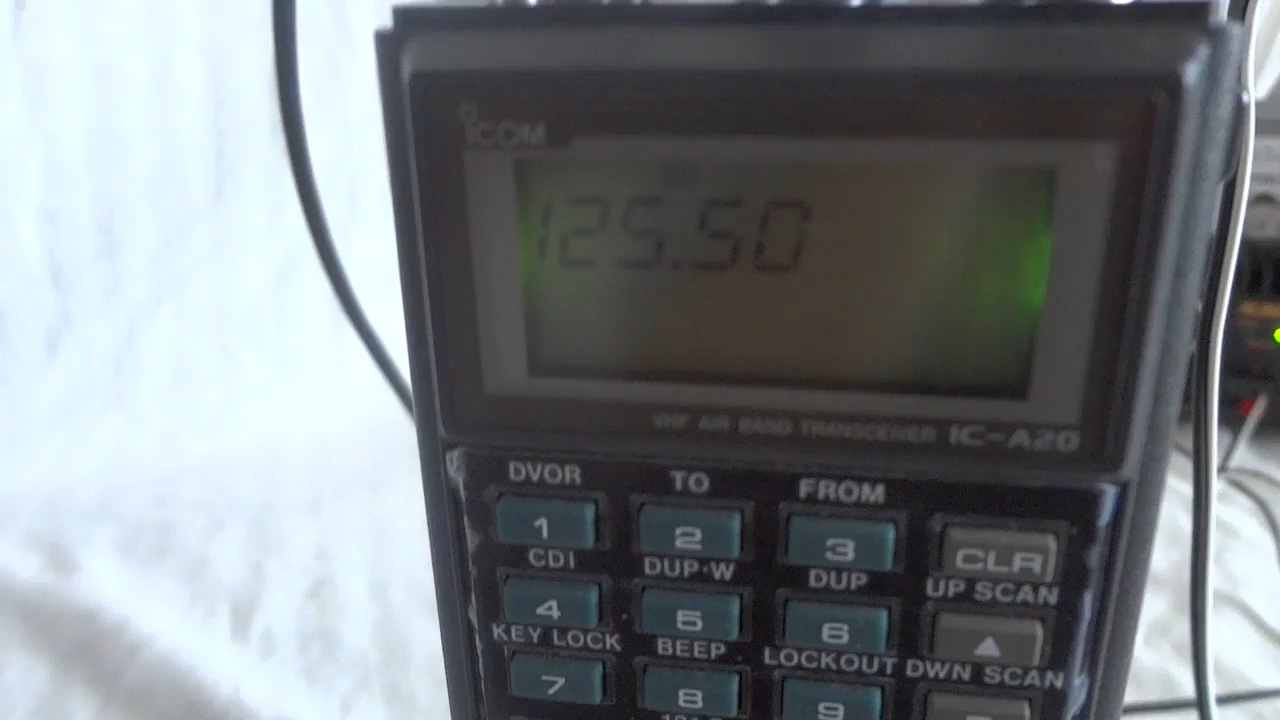 iCOM
125.50
VHF AIR BAND TRANSCEIVER IC-A20
DVOR TO FROM
1 2 3 CLR
CDI DUP·W DUP UP SCAN
4 5 6 ▲
KEY LOCK BEEP LOCKOUT DWN SCAN
7 8 9